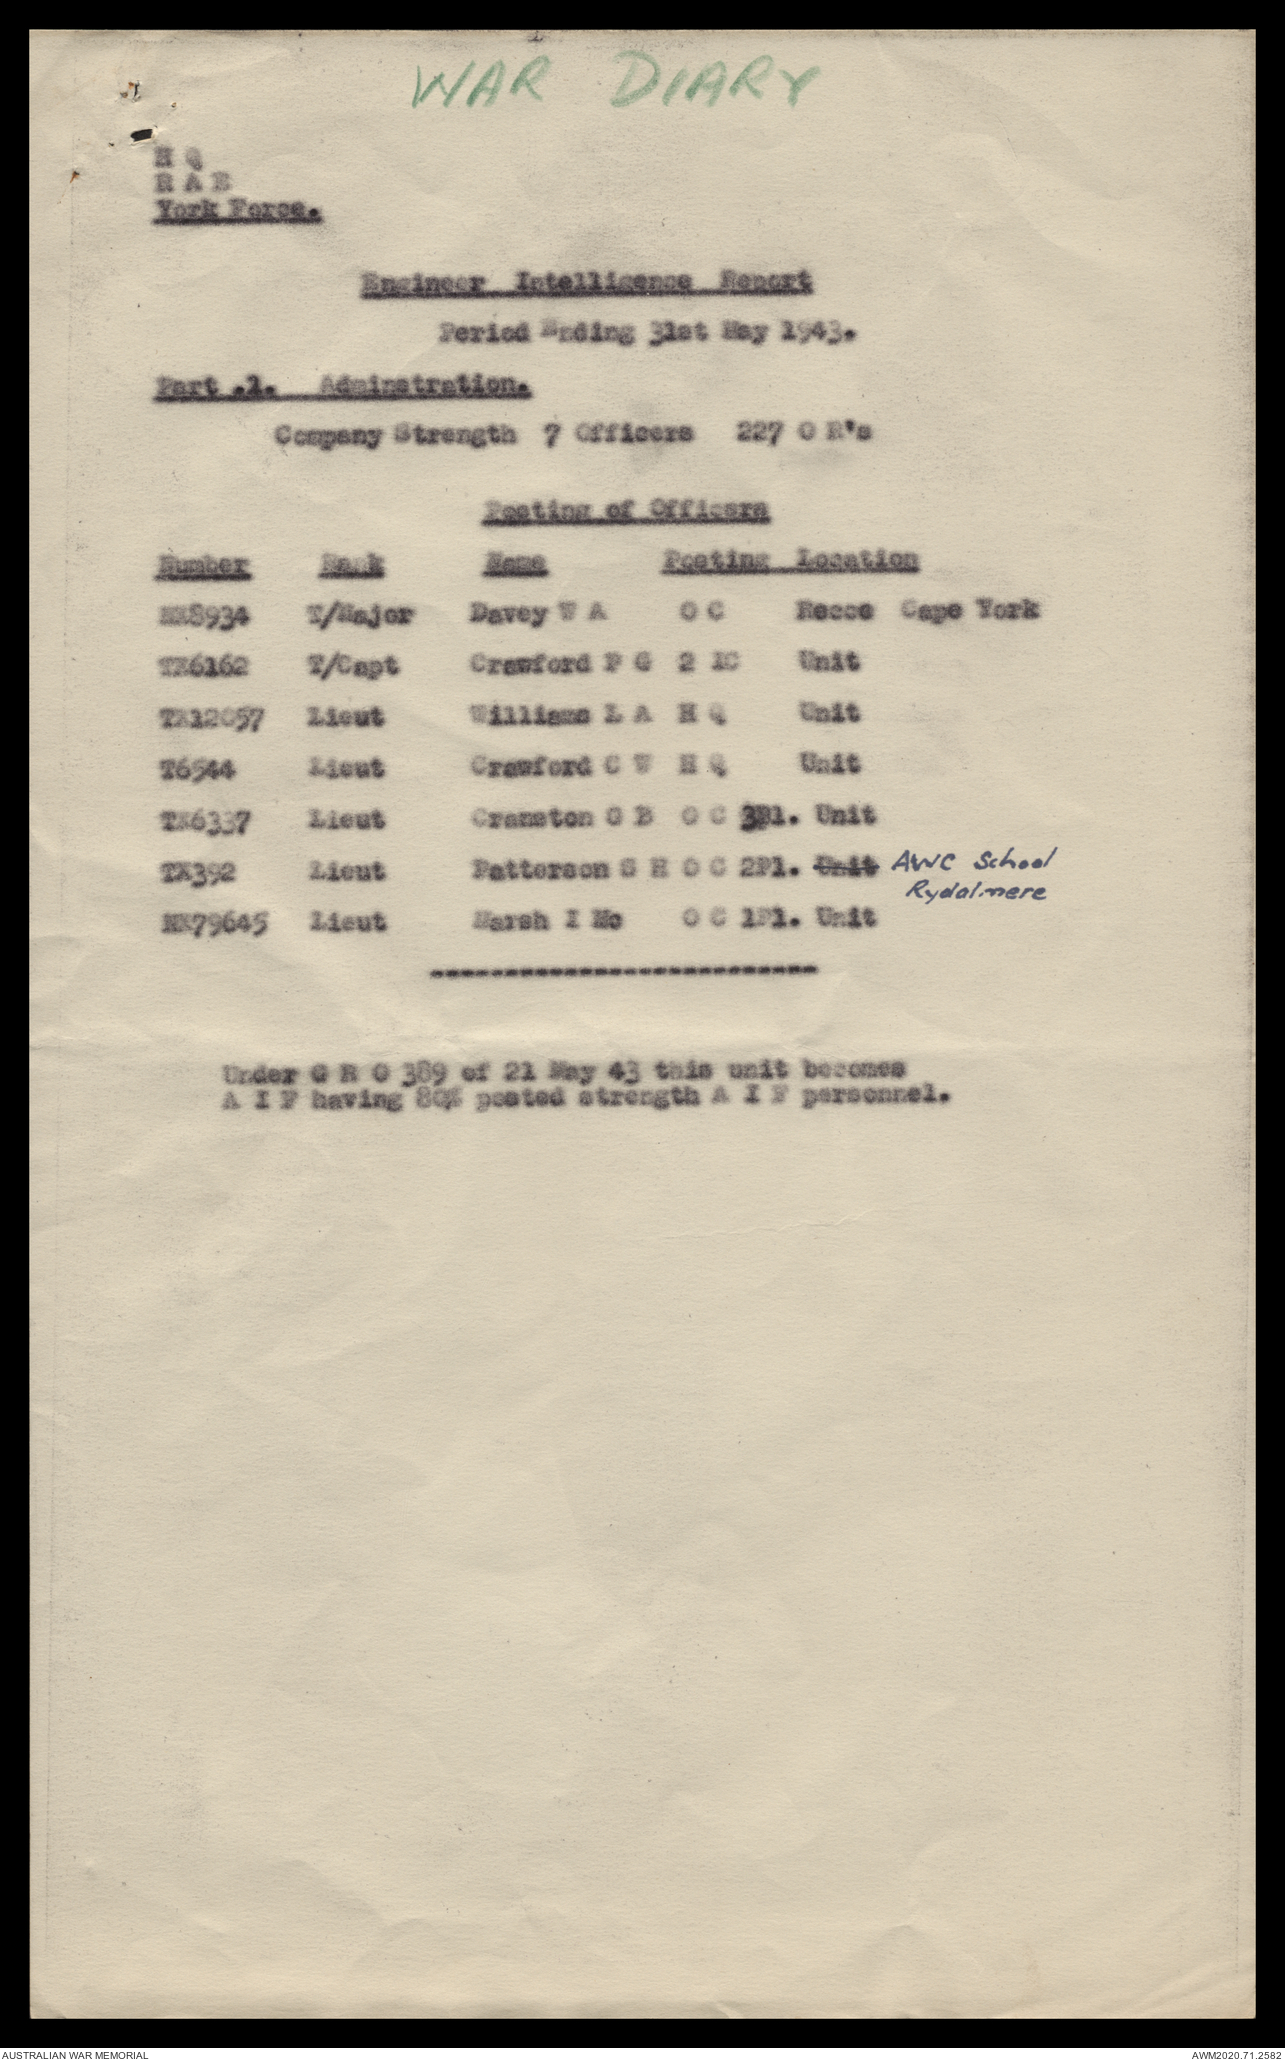 WAR DIARY
H Q
R A E
York Force.
Engineer Intelligence Report
Period Ending 31st May 1943.
Part .1. Adminstration.
Company Strength 7 Officers 227 O R's
Posting of Officers
Number Rank Name Posting Location
NX8934 T/Major Davey W A O C Recce Cape York
TX6162 T/Capt Crawford P G 2 IC Unit
TX12057 Lieut Williams L A H Q Unit
T6544 Lieut Crawford C W H Q Unit
TX6337 Lieut Cranston G B O C 3Pl. Unit
TX392 Lieut Patterson S H O C 2Pl. Unit AWC School
Rydalmere
NX79645 Lieut Marsh I Mc O C 1Pl. Unit
---------------------------
Under G R O 389 of 21 May 43 this unit becomes
A I F having 80% posted strength A I F personnel.
AUSTRALIAN WAR MEMORIAL
AWM2020.71.2582